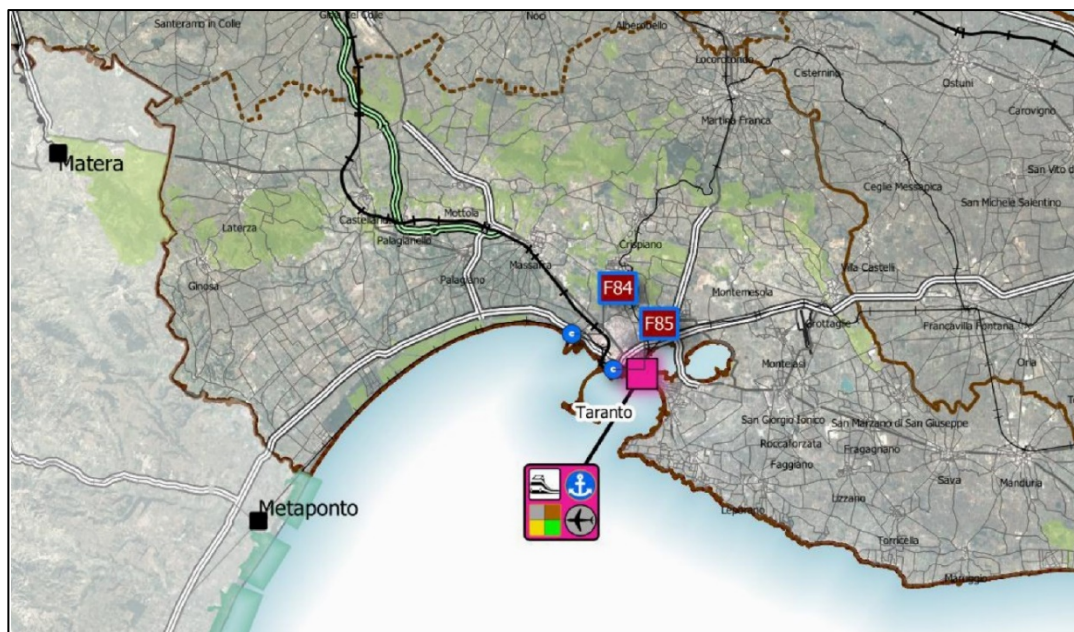 Santeramo in Colle
Noci
Alberobello
Locorotondo
Cisternino
Ostuni
Carovigno
Martina Franca
Matera
San Vito d
Ceglie Messapica
San Michele Salentino
Laterza
Castellane
Mottola
Palagianello
Crispiano
Massafra
Villa Castelli
Ginosa
Palagiano
F84
Montemesola
F85
Grottaglie
Francavilla Fontana
Monteiasi
Oria
Taranto
San Giorgio Ionico
San Marzano di San Giuseppe
Roccaforzata
Fragagnano
Faggiano
Sava
Manduria
Lizzano
Metaponto
Leporano
Torricella
Maruggio